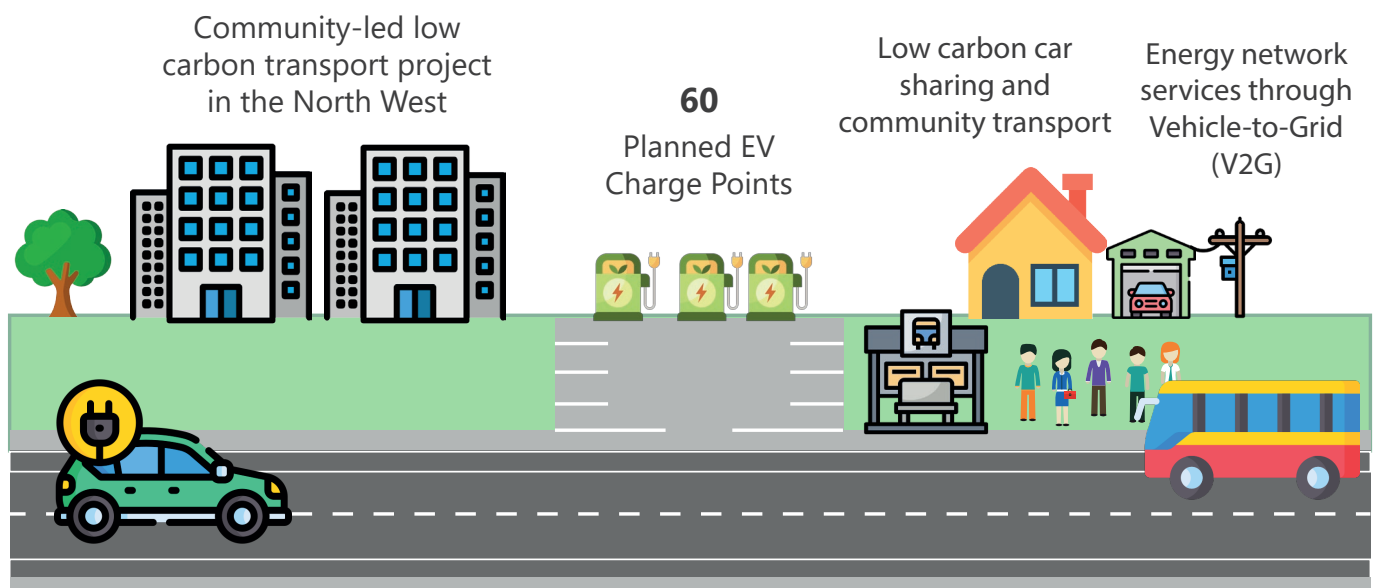 Community-led low
carbon transport project
in the North West
60
Planned EV
Charge Points
Low carbon car
sharing and
community transport
Energy network
services through
Vehicle-to-Grid
(V2G)